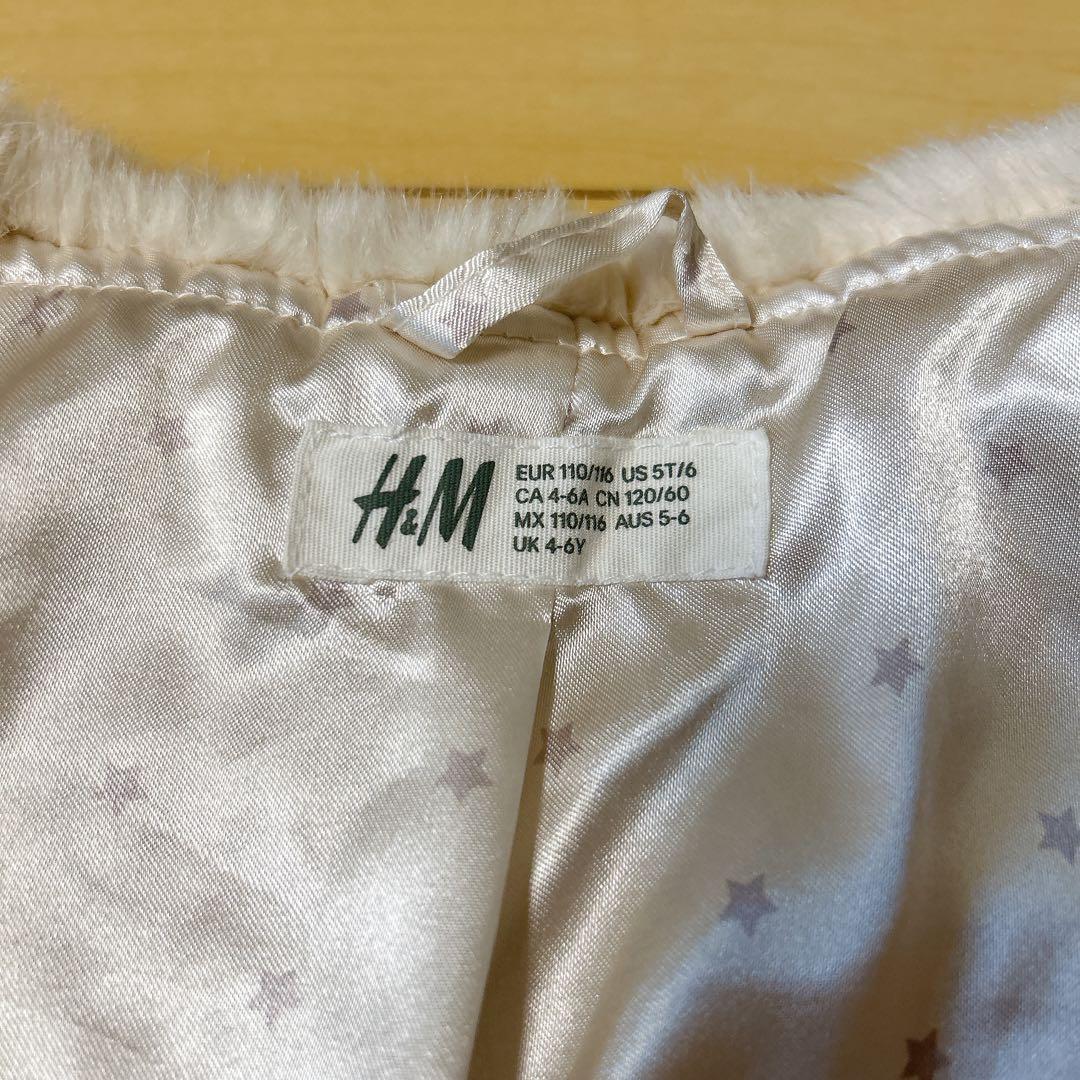 H&M
EUR 110/116 US 5T/6
CA 4-6A CN 120/60
MX 110/116 AUS 5-6
UK 4-6Y